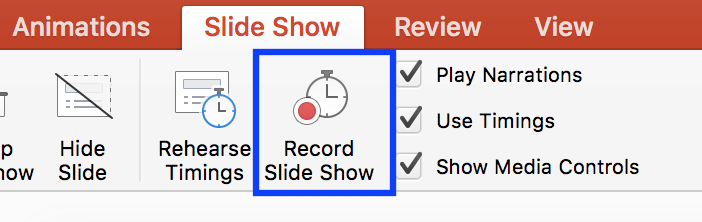 Animations Slide Show Review View
p Hide Rehearse Record Play Narrations
how Slide Timings Slide Show Use Timings
Show Media Controls